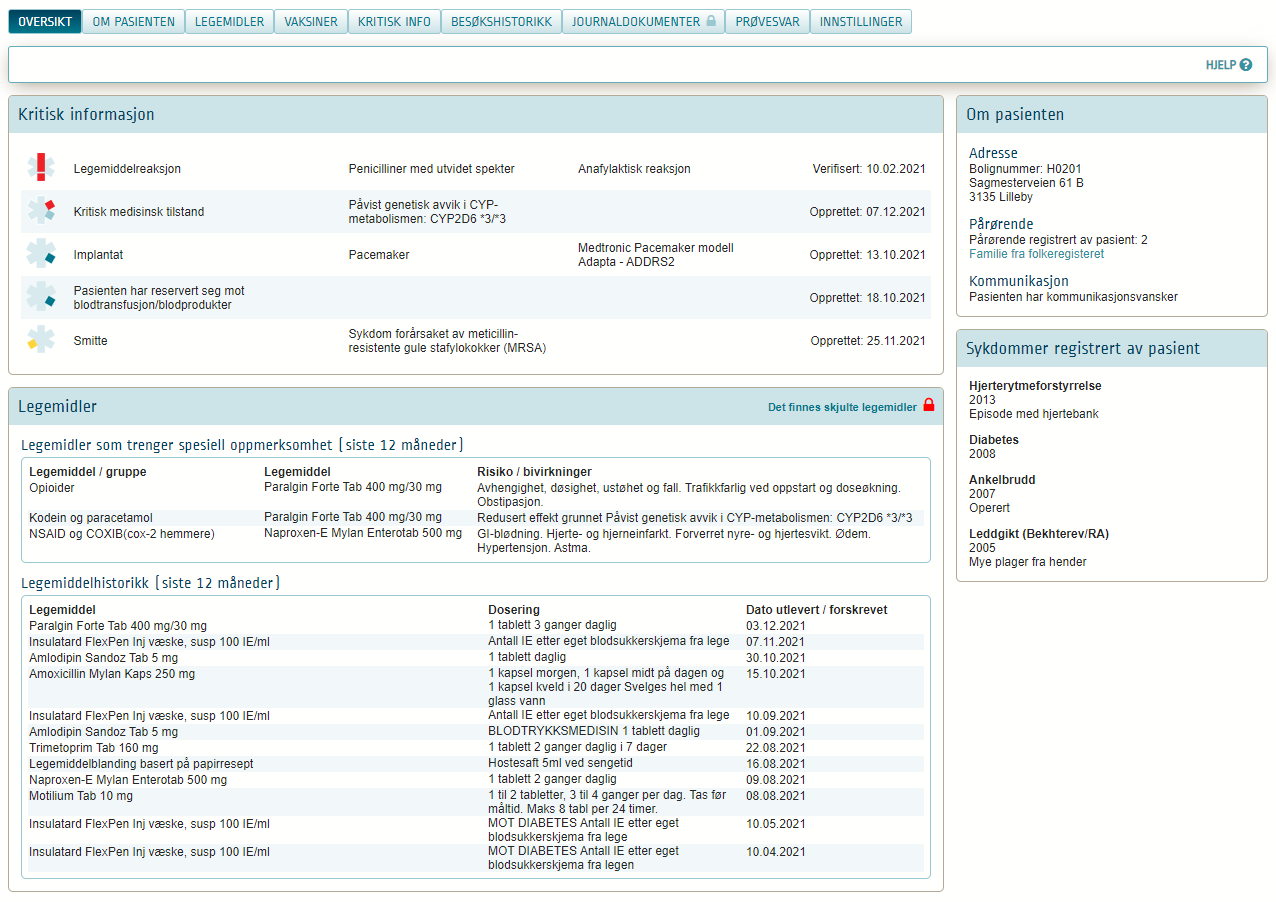 OVERSIKT OM PASIENTEN LEGEMIDLER VAKSINER KRITISK INFO BESØKSHISTORIKK JOURNALDOKUMENTER PRØVESVAR INNSTILLINGER
HJELP ?
Kritisk informasjon
Legemiddelreaksjon Penicilliner med utvidet spekter Anafylaktisk reaksjon Verifisert: 10.02.2021
Kritisk medisinsk tilstand Påvist genetisk avvik i CYP-
metabolismen: CYP2D6 *3/*3 Opprettet: 07.12.2021
Implantat Pacemaker Medtronic Pacemaker modell
Adapta - ADDRS2 Opprettet: 13.10.2021
Pasienten har reservert seg mot
blodtransfusjon/blodprodukter Opprettet: 18.10.2021
Smitte Sykdom forårsaket av meticillin-
resistente gule stafylokokker (MRSA) Opprettet: 25.11.2021
Legemidler Det finnes skjulte legemidler
Legemidler som trenger spesiell oppmerksomhet (siste 12 måneder)
Legemiddel / gruppe Legemiddel Risiko / bivirkninger
Opioider Paralgin Forte Tab 400 mg/30 mg Avhengighet, døsighet, ustøhet og fall. Trafikkfarlig ved oppstart og doseøkning.
Obstipasjon.
Kodein og paracetamol Paralgin Forte Tab 400 mg/30 mg Redusert effekt grunnet Påvist genetisk avvik i CYP-metabolismen: CYP2D6 *3/*3
NSAID og COXIB(cox-2 hemmere) Naproxen-E Mylan Enterotab 500 mg GI-blødning. Hjerte- og hjerneinfarkt. Forverret nyre- og hjertesvikt. Ødem.
Hypertensjon. Astma.
Legemiddelhistorikk (siste 12 måneder)
Legemiddel Dosering Dato utlevert / forskrevet
Paralgin Forte Tab 400 mg/30 mg 1 tablett 3 ganger daglig 03.12.2021
Insulatard FlexPen Inj væske, susp 100 IE/ml Antall IE etter eget blodsukkerskjema fra lege 07.11.2021
Amlodipin Sandoz Tab 5 mg 1 tablett daglig 30.10.2021
Amoxicillin Mylan Kaps 250 mg 1 kapsel morgen, 1 kapsel midt på dagen og 15.10.2021
1 kapsel kveld i 20 dager Svelges hel med 1
glass vann
Insulatard FlexPen Inj væske, susp 100 IE/ml Antall IE etter eget blodsukkerskjema fra lege 10.09.2021
Amlodipin Sandoz Tab 5 mg BLODTRYKKSMEDISIN 1 tablett daglig 01.09.2021
Trimetoprim Tab 160 mg 1 tablett 2 ganger daglig i 7 dager 22.08.2021
Legemiddelblanding basert på papirresept Hostesaft 5ml ved sengetid 16.08.2021
Naproxen-E Mylan Enterotab 500 mg 1 tablett 2 ganger daglig 09.08.2021
Motilium Tab 10 mg 1 til 2 tabletter, 3 til 4 ganger per dag. Tas før 08.08.2021
måltid. Maks 8 tabl per 24 timer.
Insulatard FlexPen Inj væske, susp 100 IE/ml MOT DIABETES Antall IE etter eget 10.05.2021
blodsukkerskjema fra lege
Insulatard FlexPen Inj væske, susp 100 IE/ml MOT DIABETES Antall IE etter eget 10.04.2021
blodsukkerskjema fra legen
Om pasienten
Adresse
Bolignummer: H0201
Sagmesterveien 61 B
3135 Lilleby
Pårørende
Pårørende registrert av pasient: 2
Familie fra folkeregisteret
Kommunikasjon
Pasienten har kommunikasjonsvansker
Sykdommer registrert av pasient
Hjerterytmeforstyrrelse
2013
Episode med hjertebank
Diabetes
2008
Ankelbrudd
2007
Operert
Leddgikt (Bekhterev/RA)
2005
Mye plager fra hender